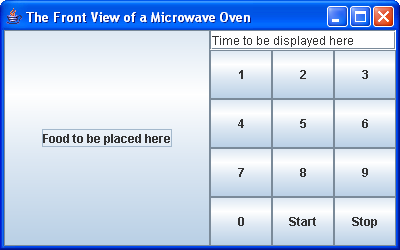 The Front View of a Microwave Oven
Time to be displayed here
Food to be placed here
1 2 3
4 5 6
7 8 9
0 Start Stop